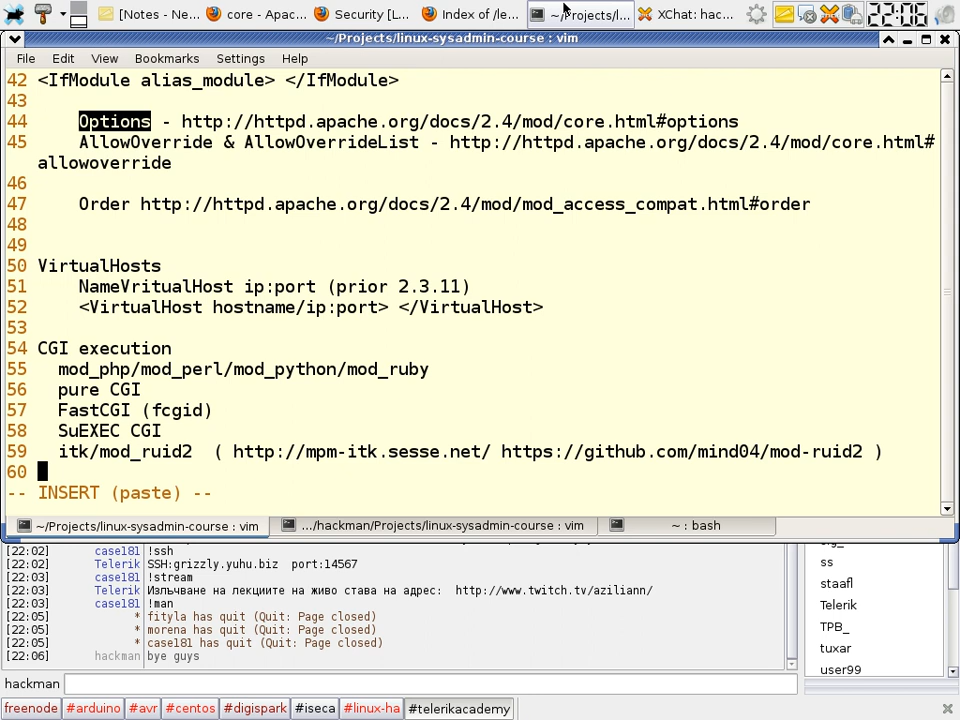 [Notes - Ne... core - Apac... Security [L... Index of /le... ~/Projects/l... XChat: hac... 22:06
~/Projects/linux-sysadmin-course : vim
File Edit View Bookmarks Settings Help
42 <IfModule alias_module> </IfModule>
43
44 Options - http://httpd.apache.org/docs/2.4/mod/core.html#options
45 AllowOverride & AllowOverrideList - http://httpd.apache.org/docs/2.4/mod/core.html#
allowoverride
46
47 Order http://httpd.apache.org/docs/2.4/mod/mod_access_compat.html#order
48
49
50 VirtualHosts
51 NameVritualHost ip:port (prior 2.3.11)
52 <VirtualHost hostname/ip:port> </VirtualHost>
53
54 CGI execution
55 mod_php/mod_perl/mod_python/mod_ruby
56 pure CGI
57 FastCGI (fcgid)
58 SuEXEC CGI
59 itk/mod_ruid2 ( http://mpm-itk.sesse.net/ https://github.com/mind04/mod-ruid2 )
60
-- INSERT (paste) --
~/Projects/linux-sysadmin-course : vim .../hackman/Projects/linux-sysadmin-course : vim ~ : bash
[22:02] case181 !ssh
[22:02] Telerik SSH:grizzly.yuhu.biz port:14567
[22:03] case181 !stream
[22:03] Telerik Излъчване на лекциите на живо става на адрес: http://www.twitch.tv/aziliann/
[22:03] case181 !man
[22:05] * fityla has quit (Quit: Page closed)
[22:05] * morena has quit (Quit: Page closed)
[22:05] * case181 has quit (Quit: Page closed)
[22:06] hackman bye guys
ss
staafl
Telerik
TPB_
tuxar
user99
hackman
freenode #arduino #avr #centos #digispark #iseca #linux-ha #telerikacademy